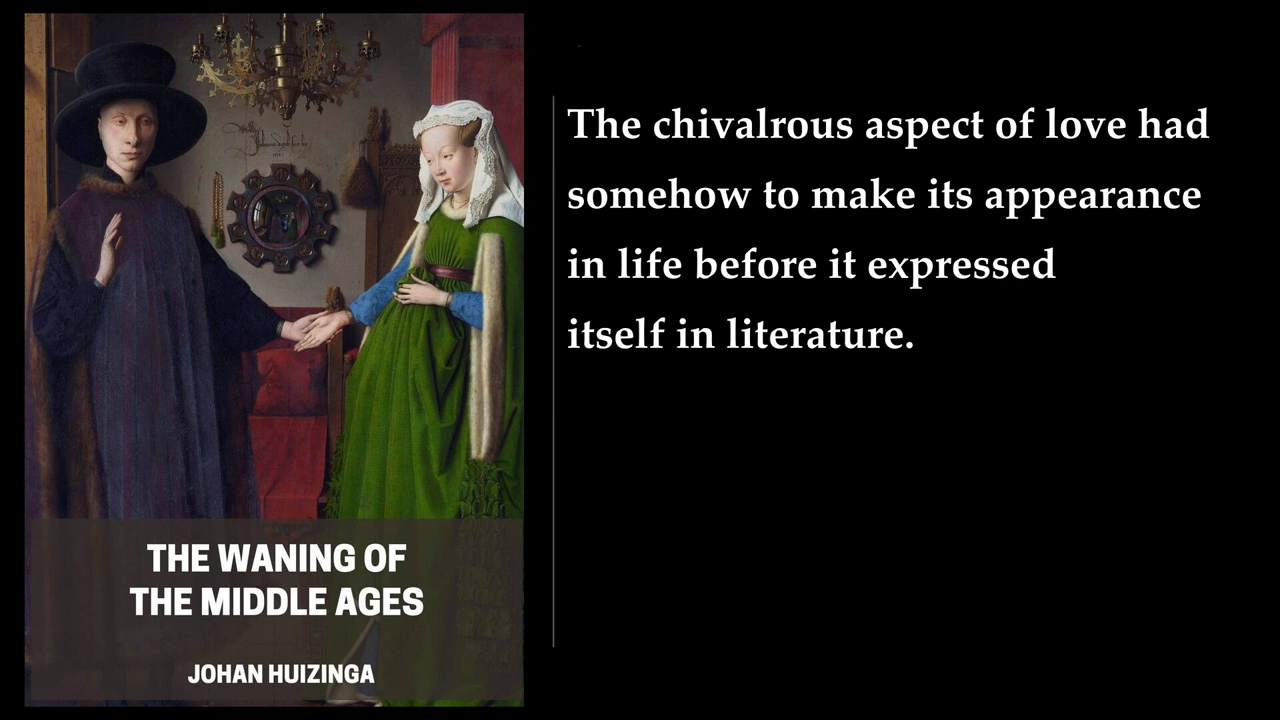 The chivalrous aspect of love had
somehow to make its appearance
in life before it expressed
itself in literature.
THE WANING OF
THE MIDDLE AGES
JOHAN HUIZINGA